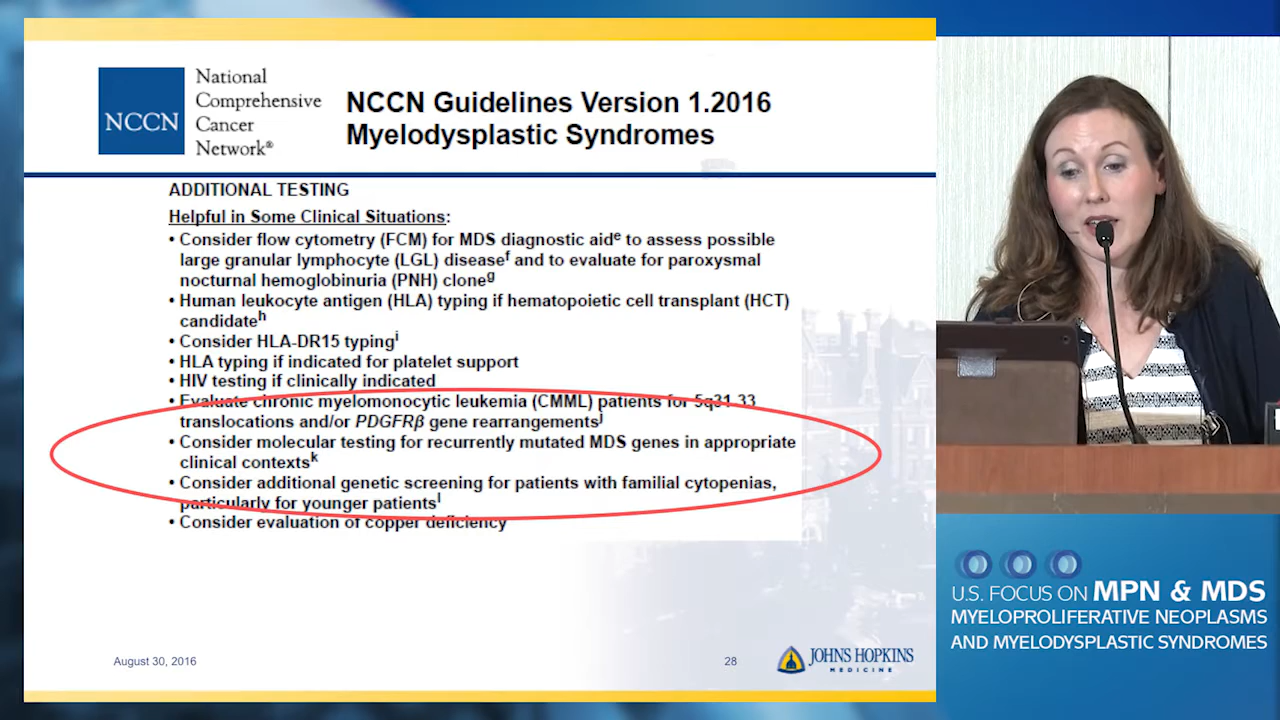 NCCN
National
Comprehensive
Cancer
Network®
NCCN Guidelines Version 1.2016
Myelodysplastic Syndromes
ADDITIONAL TESTING
Helpful in Some Clinical Situations:
• Consider flow cytometry (FCM) for MDS diagnostic aidᵉ to assess possible
large granular lymphocyte (LGL) diseaseᶠ and to evaluate for paroxysmal
nocturnal hemoglobinuria (PNH) cloneᵍ
• Human leukocyte antigen (HLA) typing if hematopoietic cell transplant (HCT)
candidateʰ
• Consider HLA-DR15 typingⁱ
• HLA typing if indicated for platelet support
• HIV testing if clinically indicated
• Evaluate chronic myelomonocytic leukemia (CMML) patients for 5q31-33
translocations and/or PDGFRβ gene rearrangementsʲ
• Consider molecular testing for recurrently mutated MDS genes in appropriate
clinical contextsᵏ
• Consider additional genetic screening for patients with familial cytopenias,
particularly for younger patientsˡ
• Consider evaluation of copper deficiency
August 30, 2016
28
JOHNS HOPKINS
MEDICINE
U.S. FOCUS ON MPN & MDS
MYELOPROLIFERATIVE NEOPLASMS
AND MYELODYSPLASTIC SYNDROMES